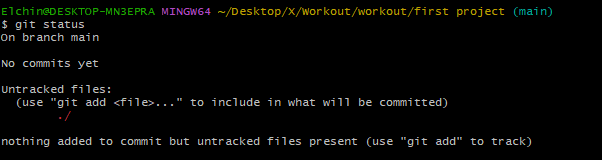 Elchin@DESKTOP-MN3EPRA MINGW64 ~/Desktop/X/Workout/workout/first project (main)
$ git status
On branch main
No commits yet
Untracked files:
(use "git add <file>..." to include in what will be committed)
./
nothing added to commit but untracked files present (use "git add" to track)